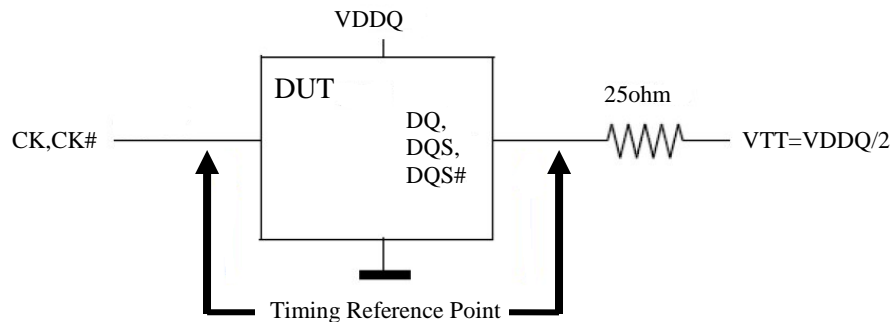 VDDQ
DUT
25ohm
CK,CK#
DQ,
DQS,
DQS#
VTT=VDDQ/2
Timing Reference Point